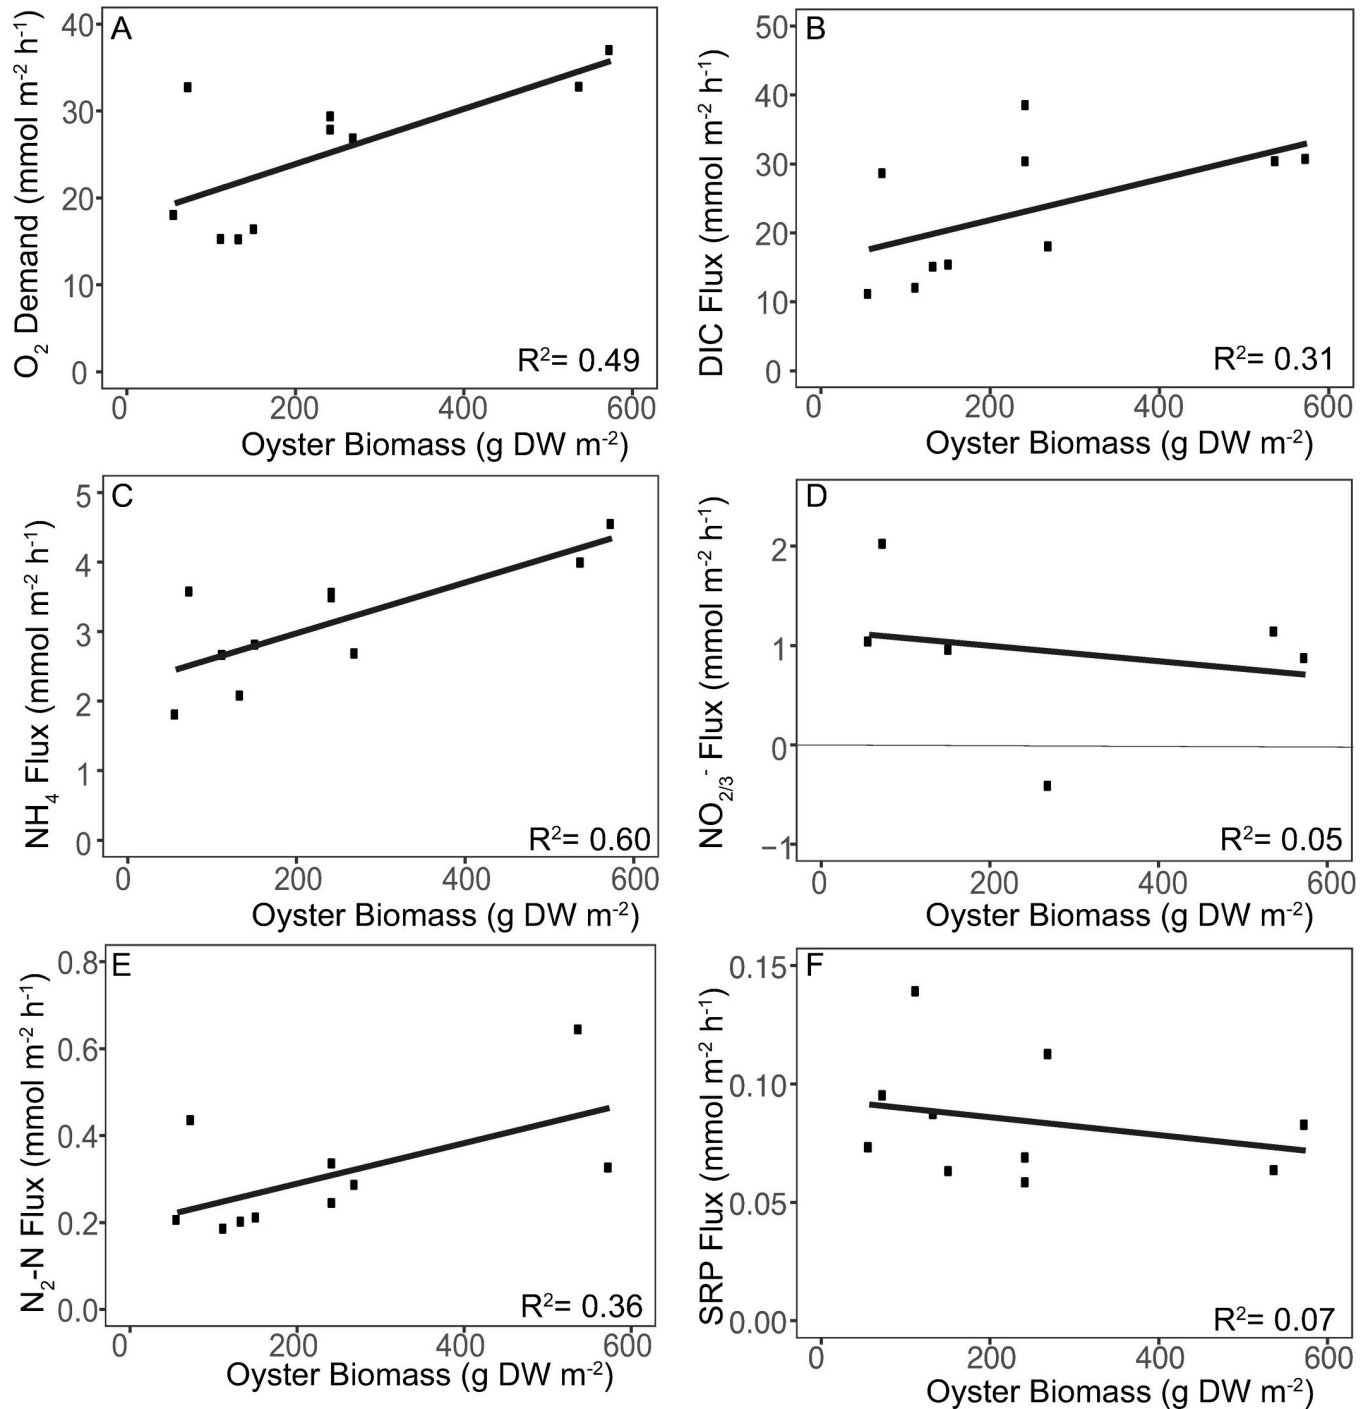 A
O2 Demand (mmol m-2 h-1)
40
30
20
10
0
R2= 0.49
0 200 400 600
Oyster Biomass (g DW m-2)
B
DIC Flux (mmol m-2 h-1)
50
40
30
20
10
0
R2= 0.31
0 200 400 600
Oyster Biomass (g DW m-2)
C
NH4 Flux (mmol m-2 h-1)
5
4
3
2
1
0
R2= 0.60
0 200 400 600
Oyster Biomass (g DW m-2)
D
NO2/3- Flux (mmol m-2 h-1)
2
1
0
−1
R2= 0.05
0 200 400 600
Oyster Biomass (g DW m-2)
E
N2-N Flux (mmol m-2 h-1)
0.8
0.6
0.4
0.2
0.0
R2= 0.36
0 200 400 600
Oyster Biomass (g DW m-2)
F
SRP Flux (mmol m-2 h-1)
0.15
0.10
0.05
0.00
R2= 0.07
0 200 400 600
Oyster Biomass (g DW m-2)